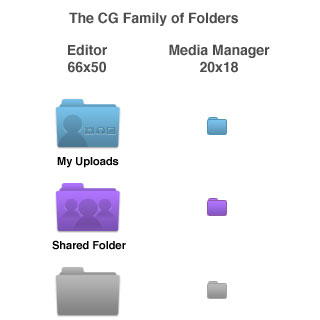 The CG Family of Folders
Editor
66x50
Media Manager
20x18
My Uploads
Shared Folder